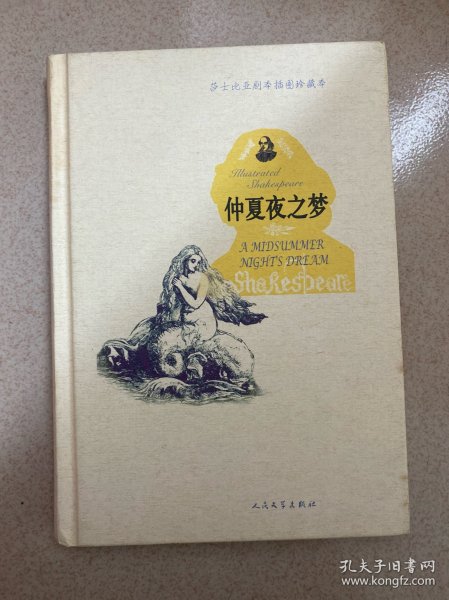 莎士比亚剧本插图珍藏本
Illustrated
Shakespeare
仲夏夜之梦
A MIDSUMMER
NIGHT'S DREAM
Shakespeare
人民文学出版社
孔夫子旧书网
www.kongfz.com